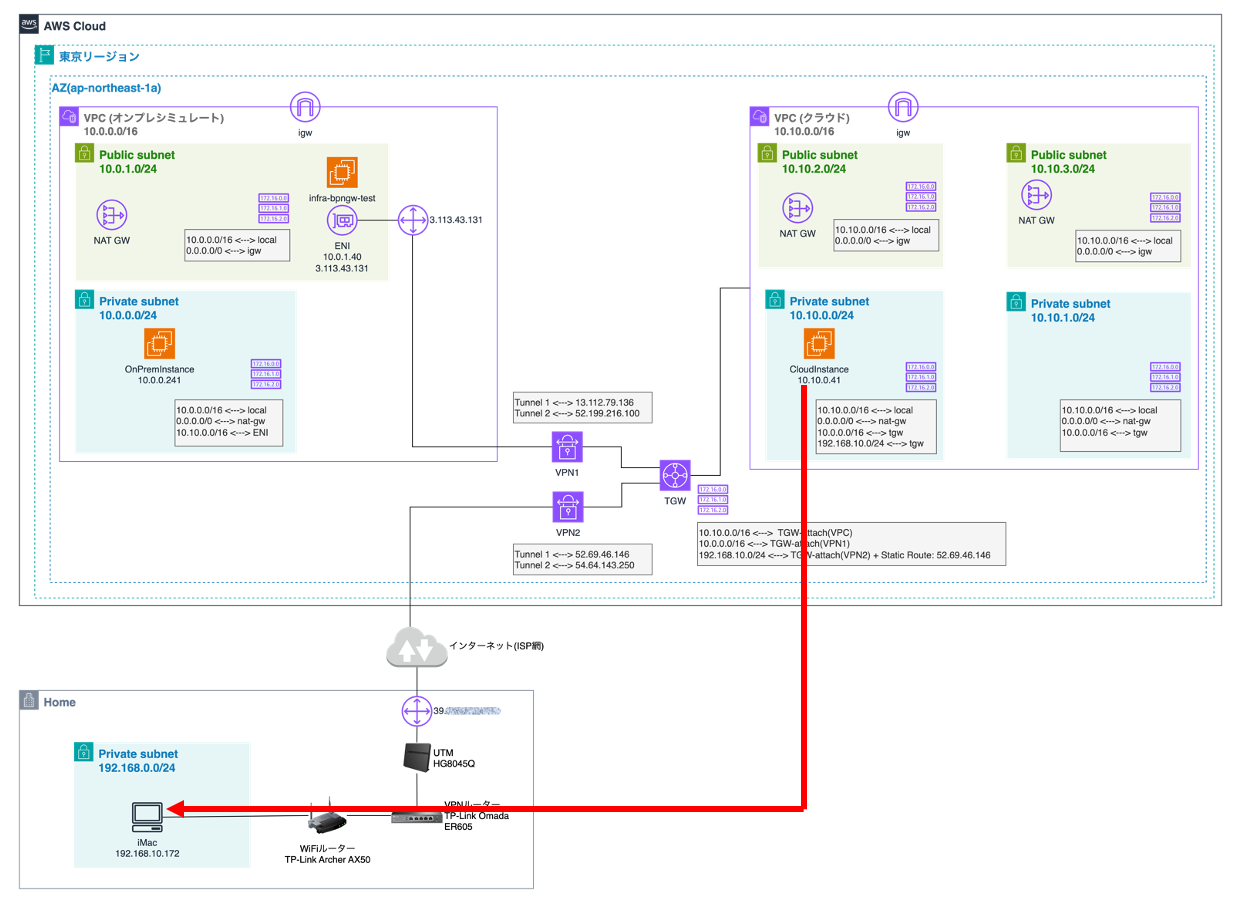 aws
AWS Cloud
東京リージョン
AZ(ap-northeast-1a)
VPC (オンプレシミュレート)
10.0.0.0/16
igw
Public subnet
10.0.1.0/24
NAT GW
172.16.0.0
172.16.1.0
172.16.2.0
10.0.0.0/16 <---> local
0.0.0.0/0 <---> igw
infra-bpngw-test
ENI
10.0.1.40
3.113.43.131
3.113.43.131
Private subnet
10.0.0.0/24
OnPremInstance
10.0.0.241
172.16.0.0
172.16.1.0
172.16.2.0
10.0.0.0/16 <---> local
0.0.0.0/0 <---> nat-gw
10.10.0.0/16 <---> ENI
VPC (クラウド)
10.10.0.0/16
igw
Public subnet
10.10.2.0/24
NAT GW
172.16.0.0
172.16.1.0
172.16.2.0
10.10.0.0/16 <---> local
0.0.0.0/0 <---> igw
Public subnet
10.10.3.0/24
NAT GW
172.16.0.0
172.16.1.0
172.16.2.0
10.10.0.0/16 <---> local
0.0.0.0/0 <---> igw
Private subnet
10.10.0.0/24
CloudInstance
10.10.0.41
172.16.0.0
172.16.1.0
172.16.2.0
10.10.0.0/16 <---> local
0.0.0.0/0 <---> nat-gw
10.0.0.0/16 <---> tgw
192.168.10.0/24 <---> tgw
Private subnet
10.10.1.0/24
172.16.0.0
172.16.1.0
172.16.2.0
10.10.0.0/16 <---> local
0.0.0.0/0 <---> nat-gw
10.0.0.0/16 <---> tgw
Tunnel 1 <---> 13.112.79.136
Tunnel 2 <---> 52.199.216.100
VPN1
VPN2
Tunnel 1 <---> 52.69.46.146
Tunnel 2 <---> 54.64.143.250
TGW
172.16.0.0
172.16.1.0
172.16.2.0
10.10.0.0/16 <---> TGW-attach(VPC)
10.0.0.0/16 <---> TGW-attach(VPN1)
192.168.10.0/24 <---> TGW-attach(VPN2) + Static Route: 52.69.46.146
インターネット(ISP網)
Home
39.
UTM
HG8045Q
Private subnet
192.168.0.0/24
iMac
192.168.10.172
WiFiルーター
TP-Link Archer AX50
VPNルーター
TP-Link Omada
ER605